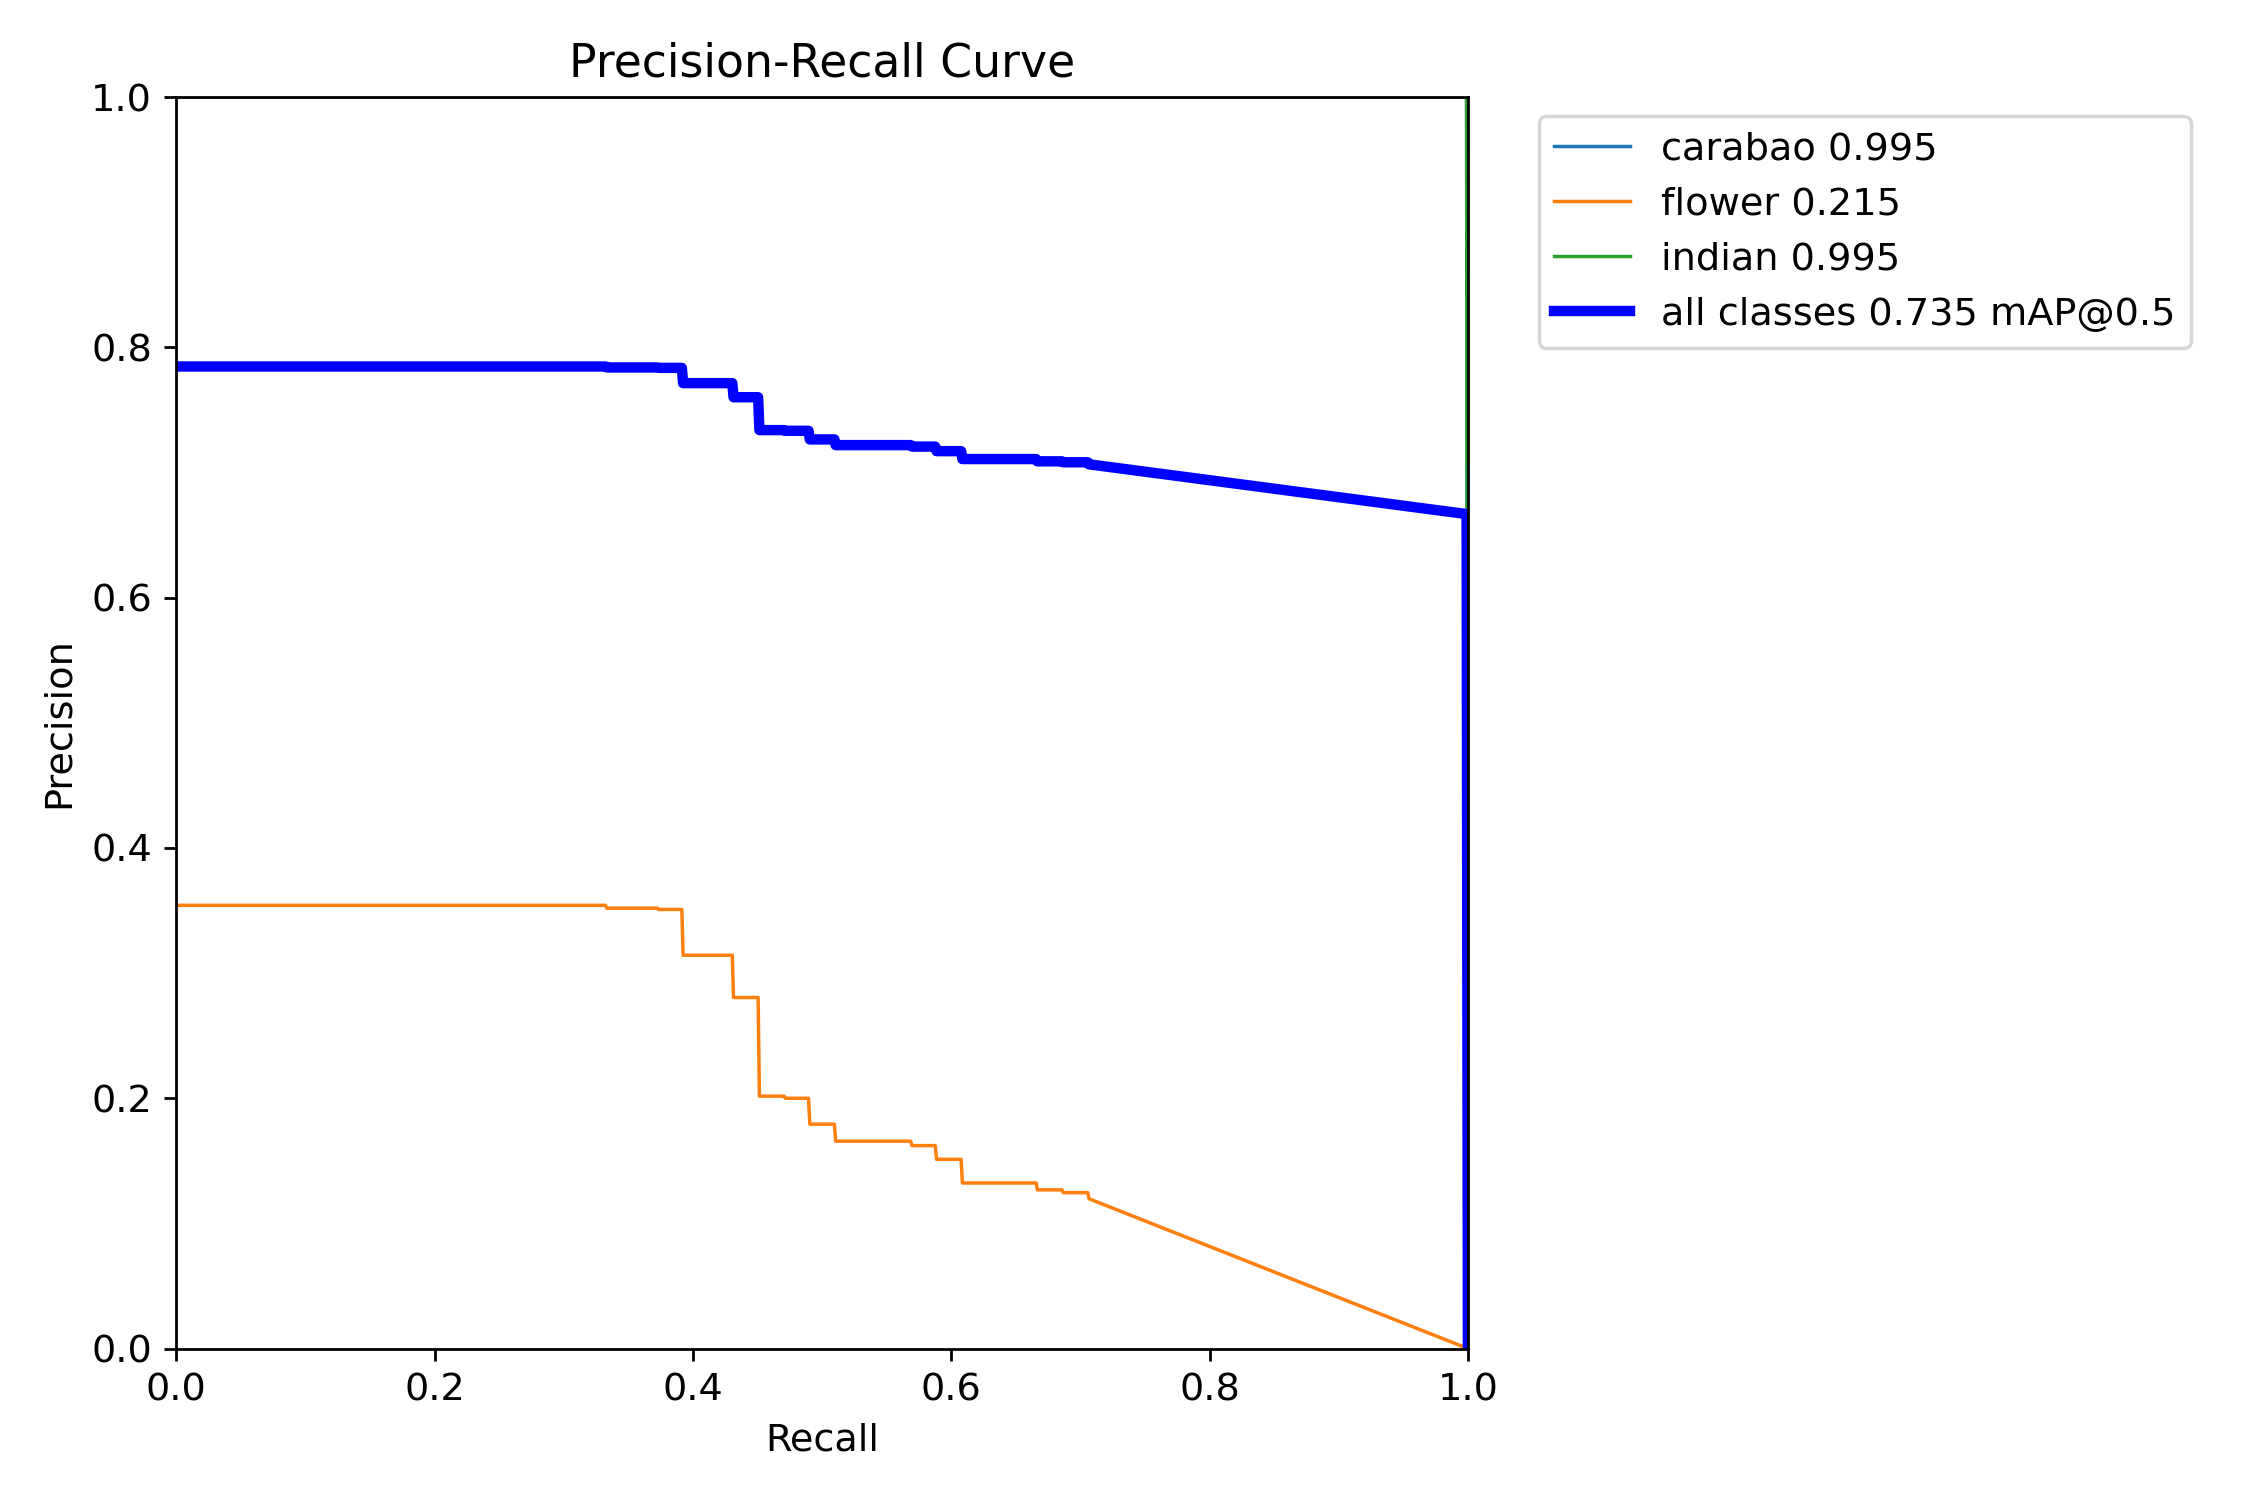 Precision-Recall Curve
1.0
0.8
0.6
0.4
0.2
0.0
Precision
0.0 0.2 0.4 0.6 0.8 1.0
Recall
carabao 0.995
flower 0.215
indian 0.995
all classes 0.735 mAP@0.5